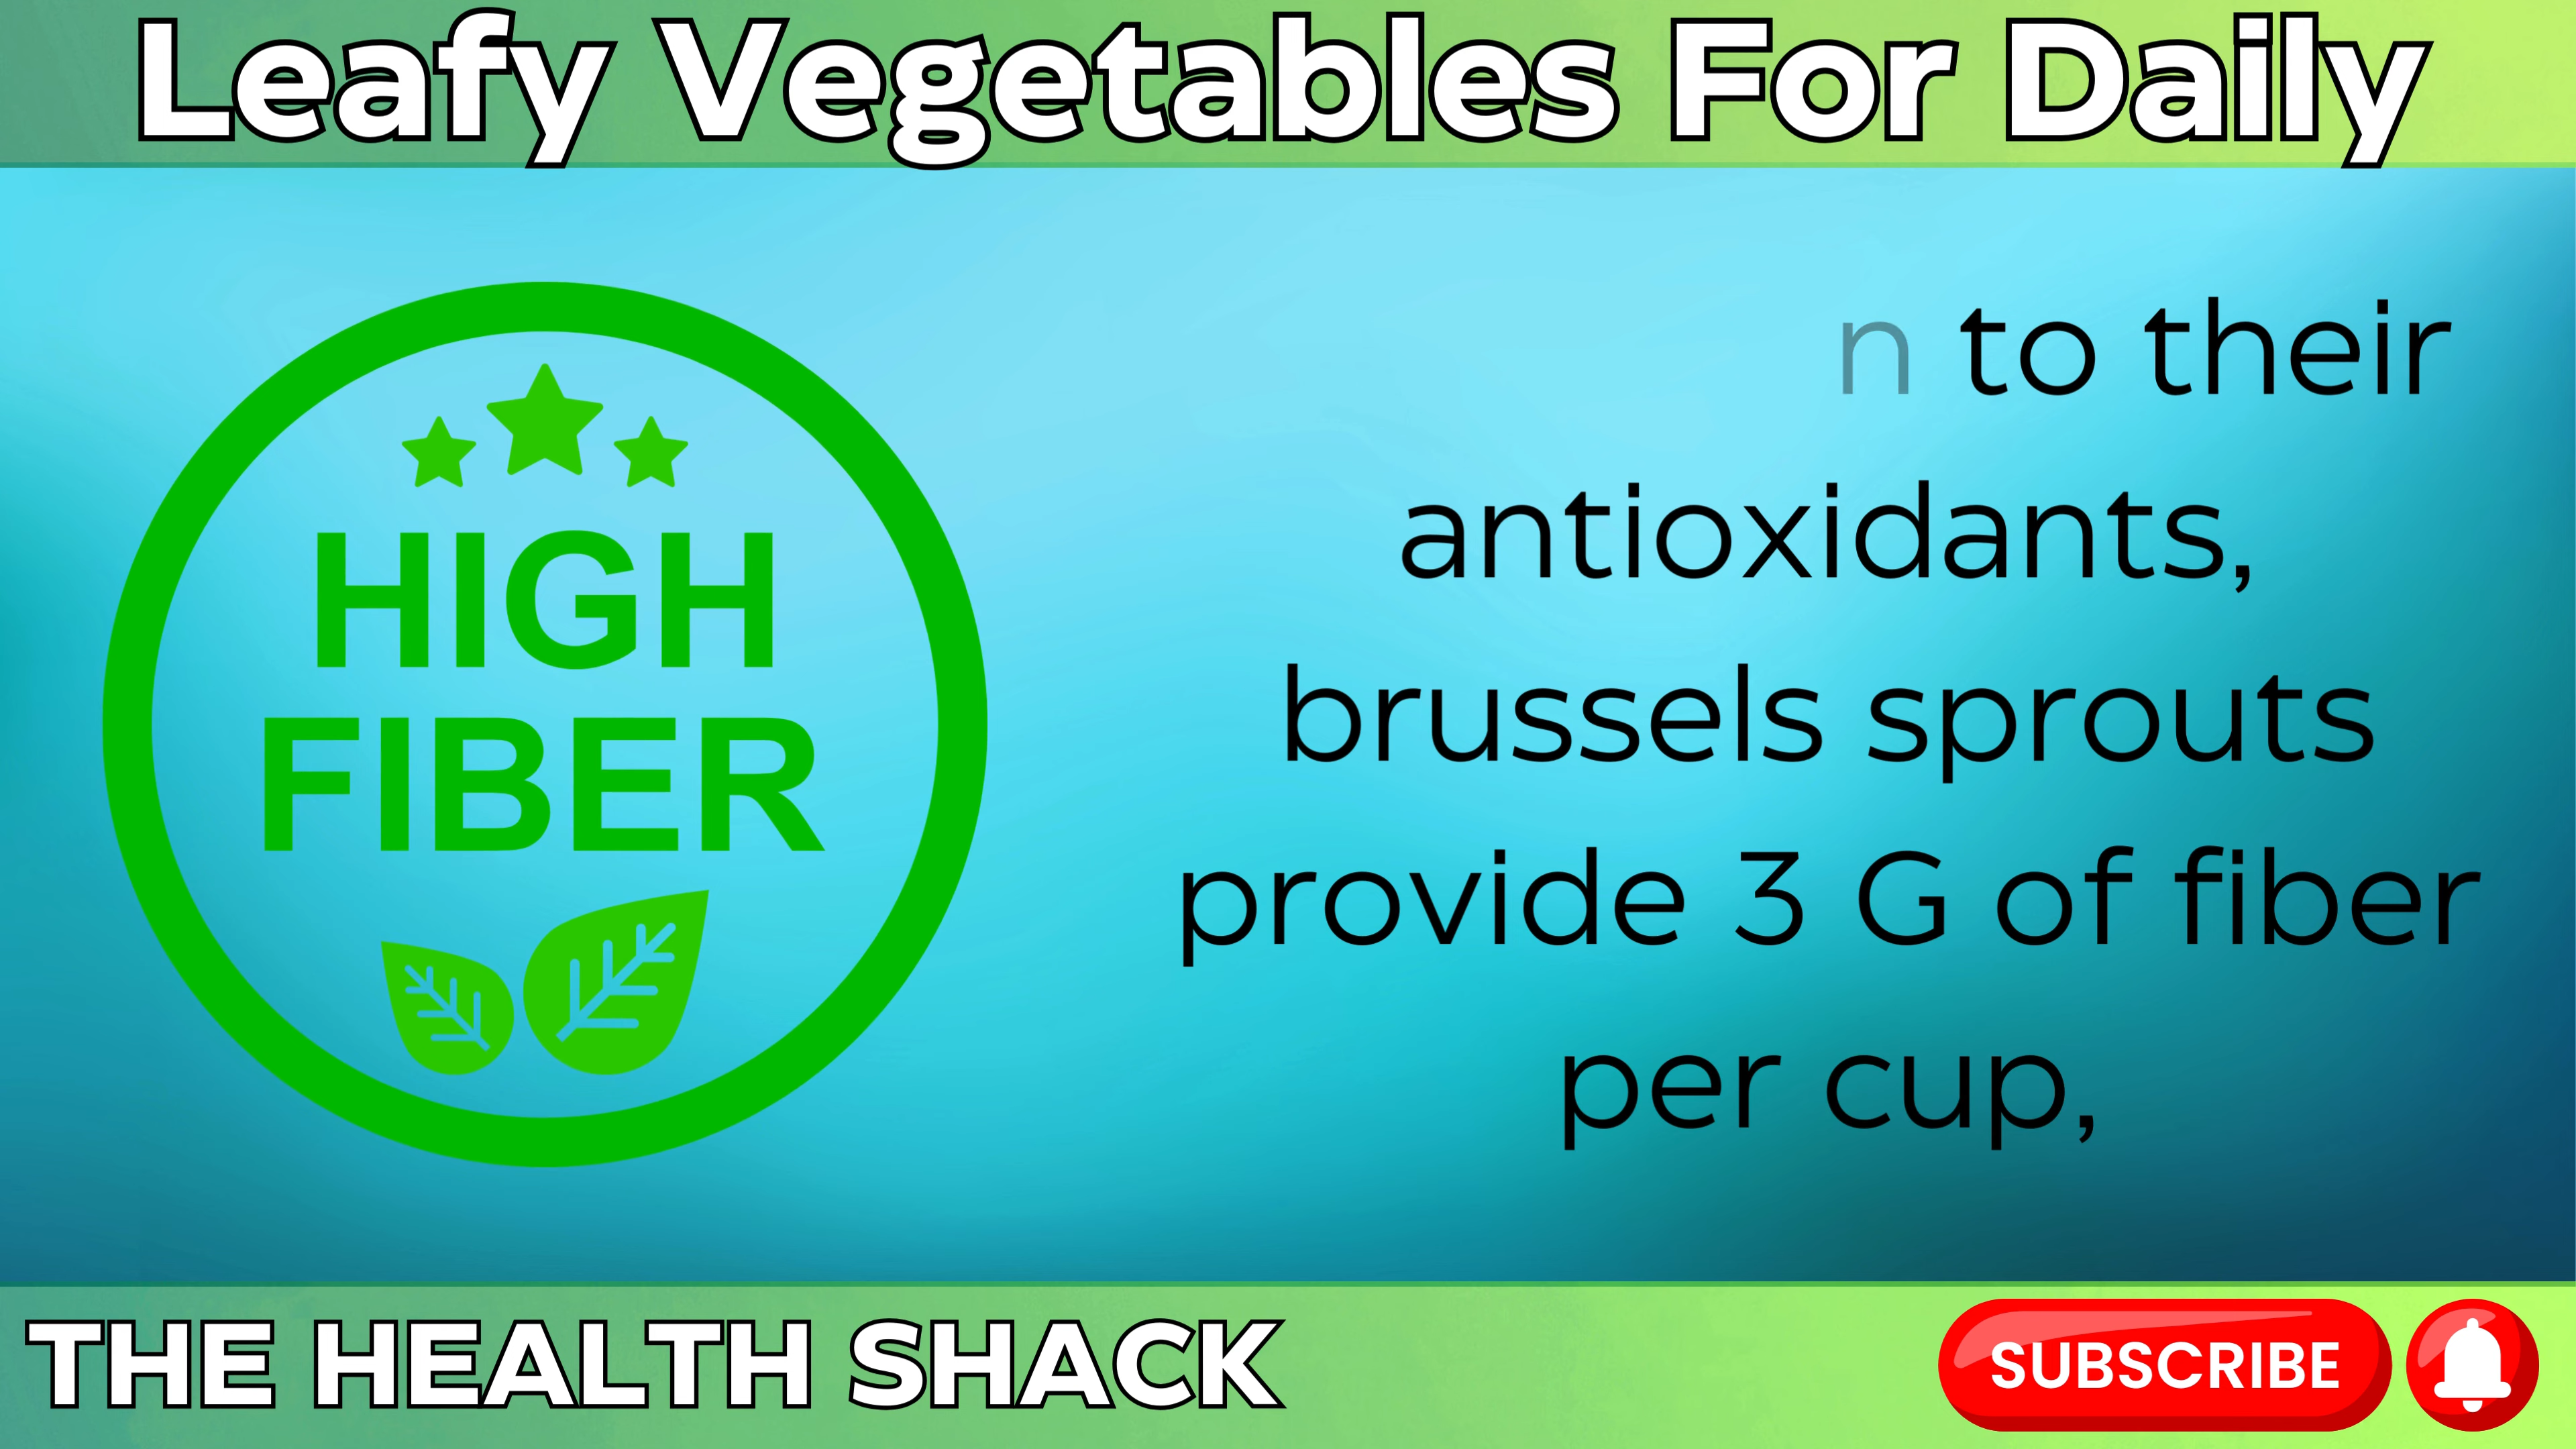 Leafy Vegetables For Daily
HIGH
FIBER
n to their
antioxidants,
brussels sprouts
provide 3 G of fiber
per cup,
THE HEALTH SHACK
SUBSCRIBE